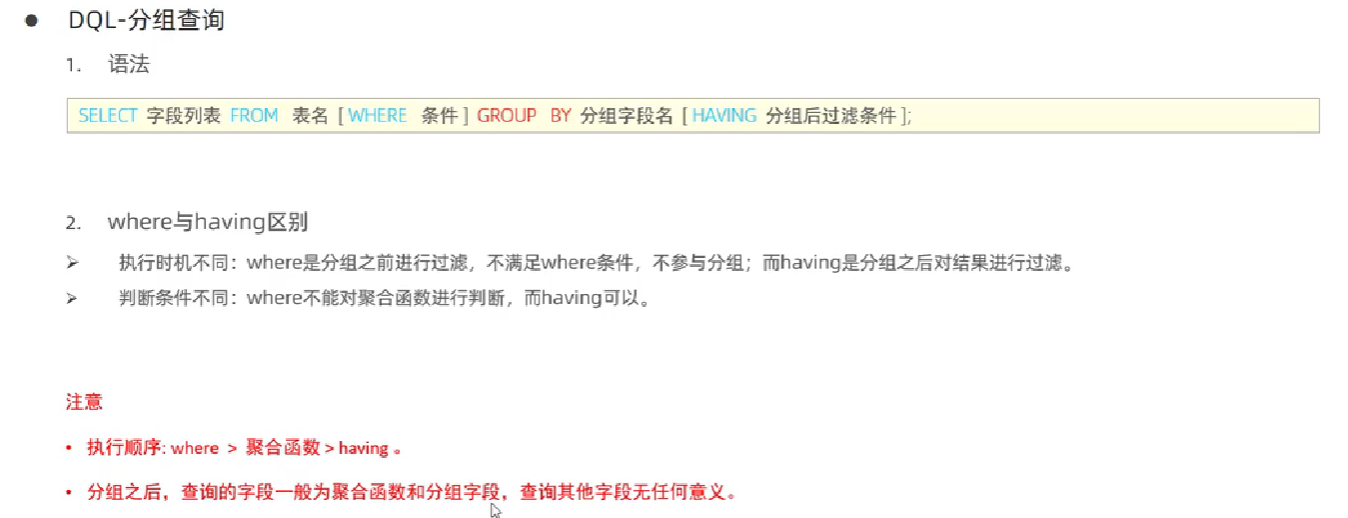 ● DQL-分组查询
1. 语法
SELECT 字段列表 FROM 表名 [ WHERE 条件 ] GROUP BY 分组字段名 [ HAVING 分组后过滤条件 ];
2. where与having区别
➢ 执行时机不同：where是分组之前进行过滤，不满足where条件，不参与分组；而having是分组之后对结果进行过滤。
➢ 判断条件不同：where不能对聚合函数进行判断，而having可以。
注意
• 执行顺序: where > 聚合函数 > having 。
• 分组之后，查询的字段一般为聚合函数和分组字段，查询其他字段无任何意义。